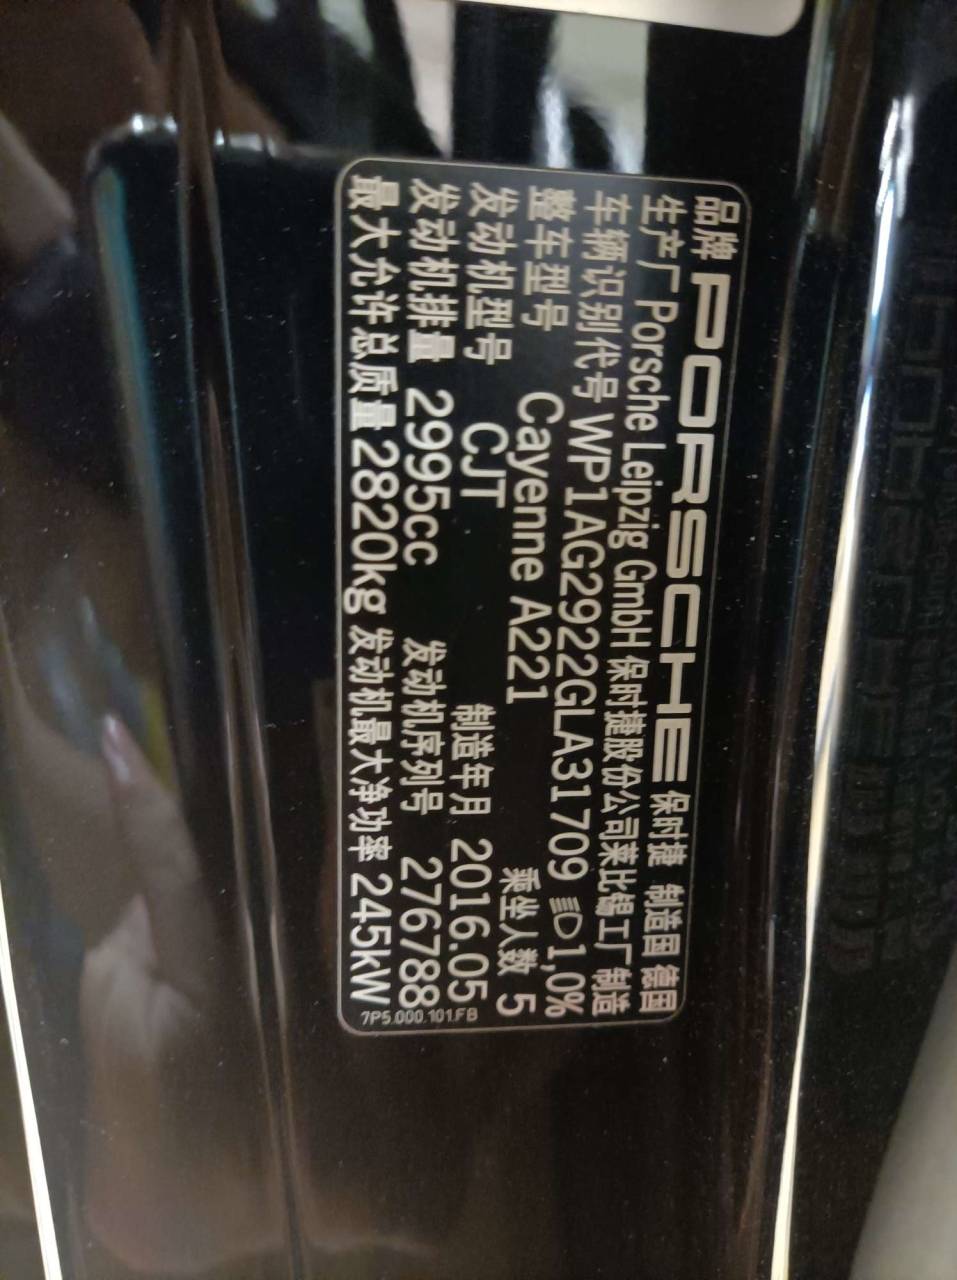 品牌 PORSCHE 保时捷 制造国 德国
生产厂 Porsche Leipzig GmbH 保时捷股份公司莱比锡工厂制造
车辆识别代号 WP1AG2922GLA31709 1,0%
整车型号 Cayenne A221 乘坐人数 5
发动机型号 CJT 制造年月 2016.05
发动机排量 2995cc 发动机序列号 276788
最大允许总质量 2820kg 发动机最大净功率 245kW
7P5.000.101.FB